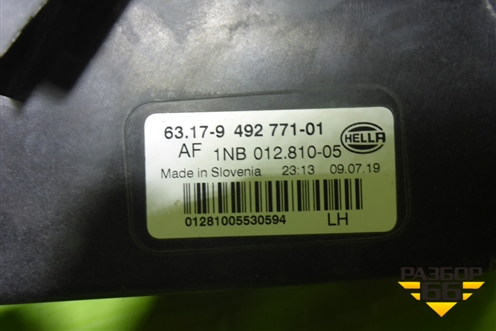 63.17-9 492 771-01
AF 1NB 012.810-05
HELLA
Made in Slovenia 23:13 09.07.19
01281005530594 LH
РАЗБОР
66